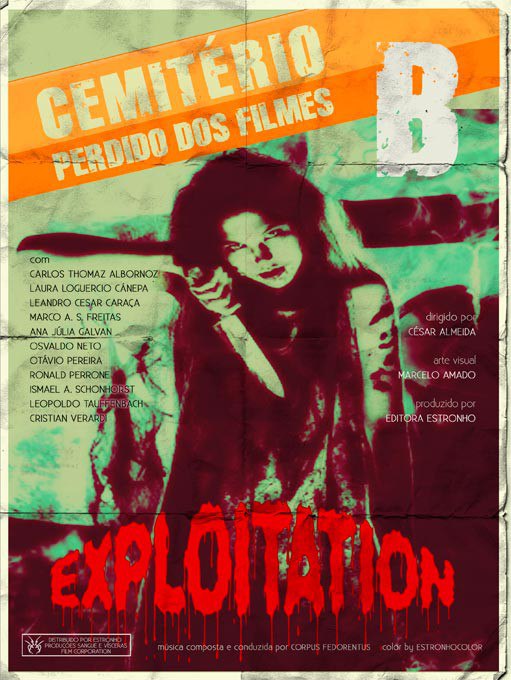 CEMITÉRIO
PERDIDO DOS FILMES
B
com
CARLOS THOMAZ ALBORNOZ
LAURA LOGUERCIO CÁNEPA
LEANDRO CESAR CARAÇA
MARCO A. S. FREITAS
ANA JÚLIA GALVAN
OSVALDO NETO
OTÁVIO PEREIRA
RONALD PERRONE
ISMAEL A. SCHONHORST
LEOPOLDO TAUFFENBACH
CRISTIAN VERARDI
dirigido por
CÉSAR ALMEIDA
arte visual
MARCELO AMADO
produzido por
EDITORA ESTRONHO
EXPLOITATION
DISTRIBUÍDO POR ESTRONHO
PRODUÇÕES SANGUE E VÍSCERAS
FILM CORPORATION
música composta e conduzida por CORPUS FEDORENTUS
color by ESTRONHOCOLOR